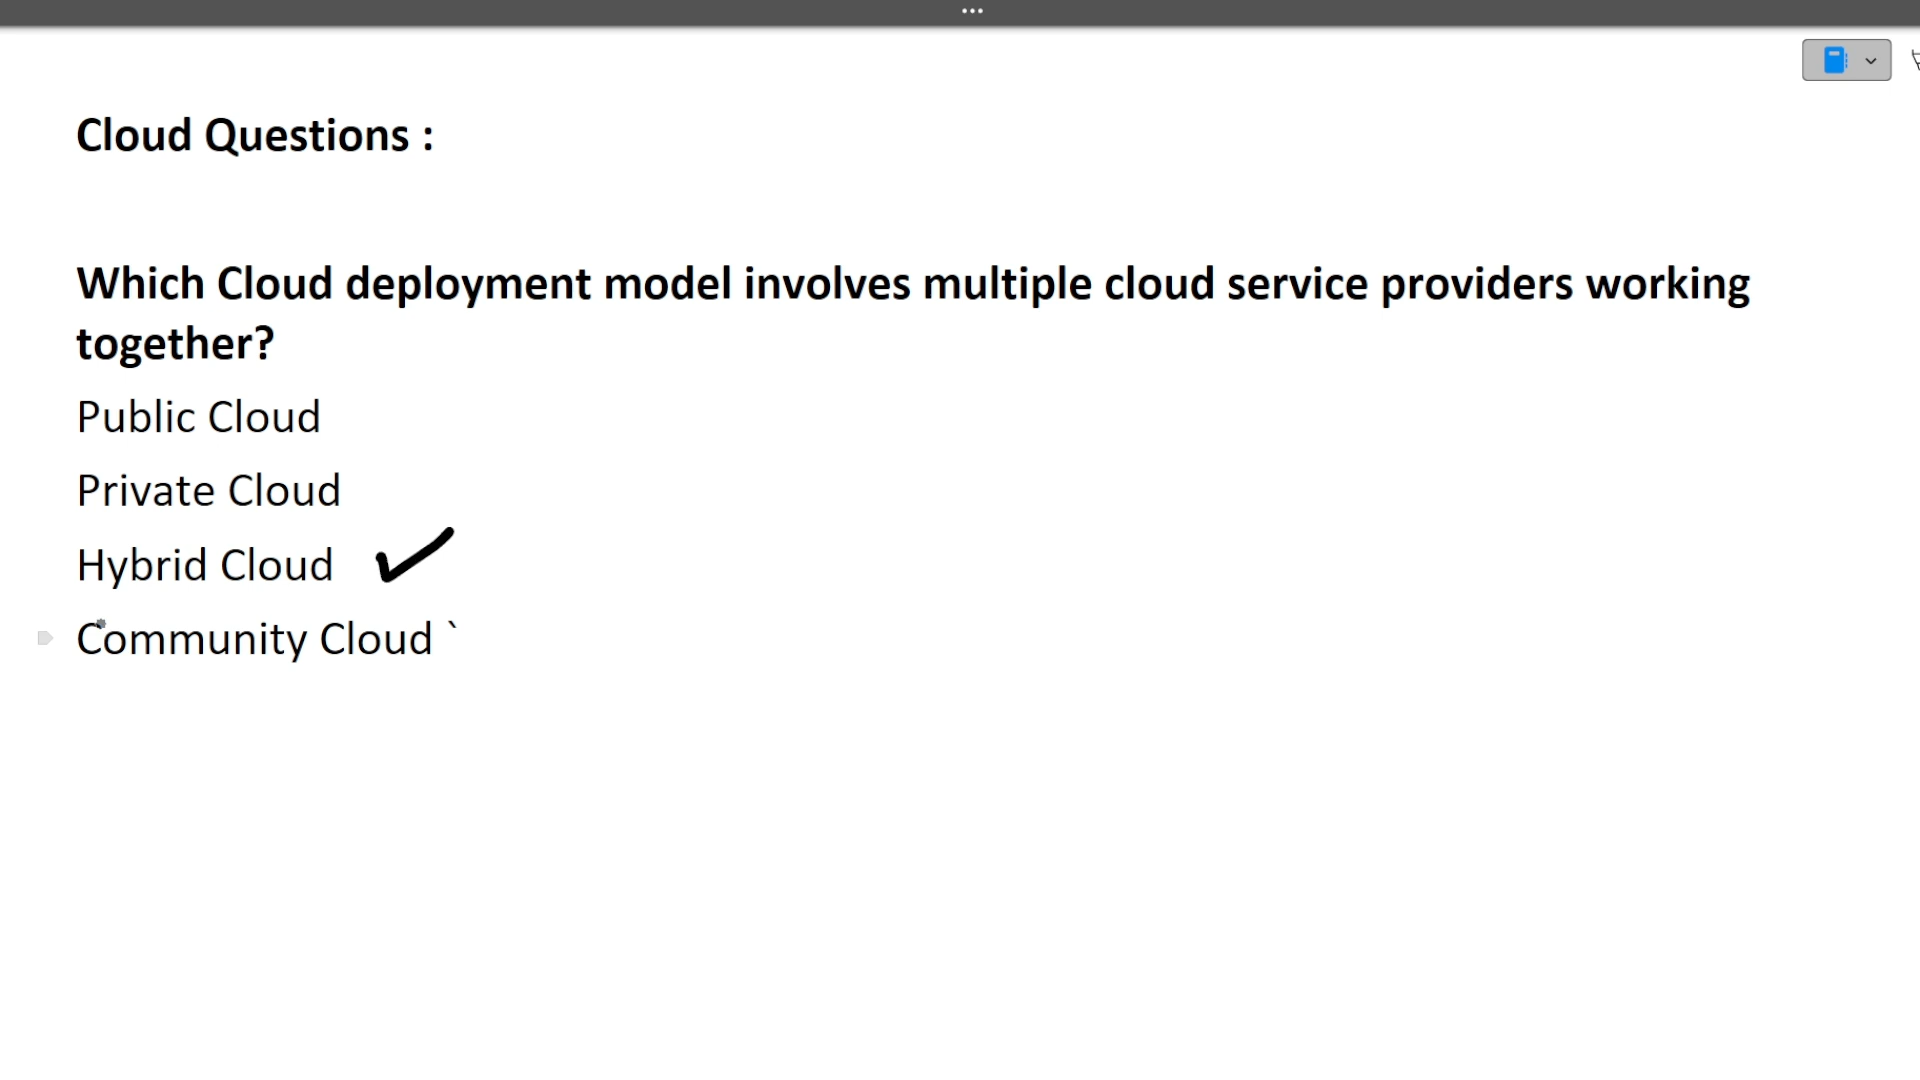 Cloud Questions :
Which Cloud deployment model involves multiple cloud service providers working
together?
Public Cloud
Private Cloud
Hybrid Cloud
Community Cloud `